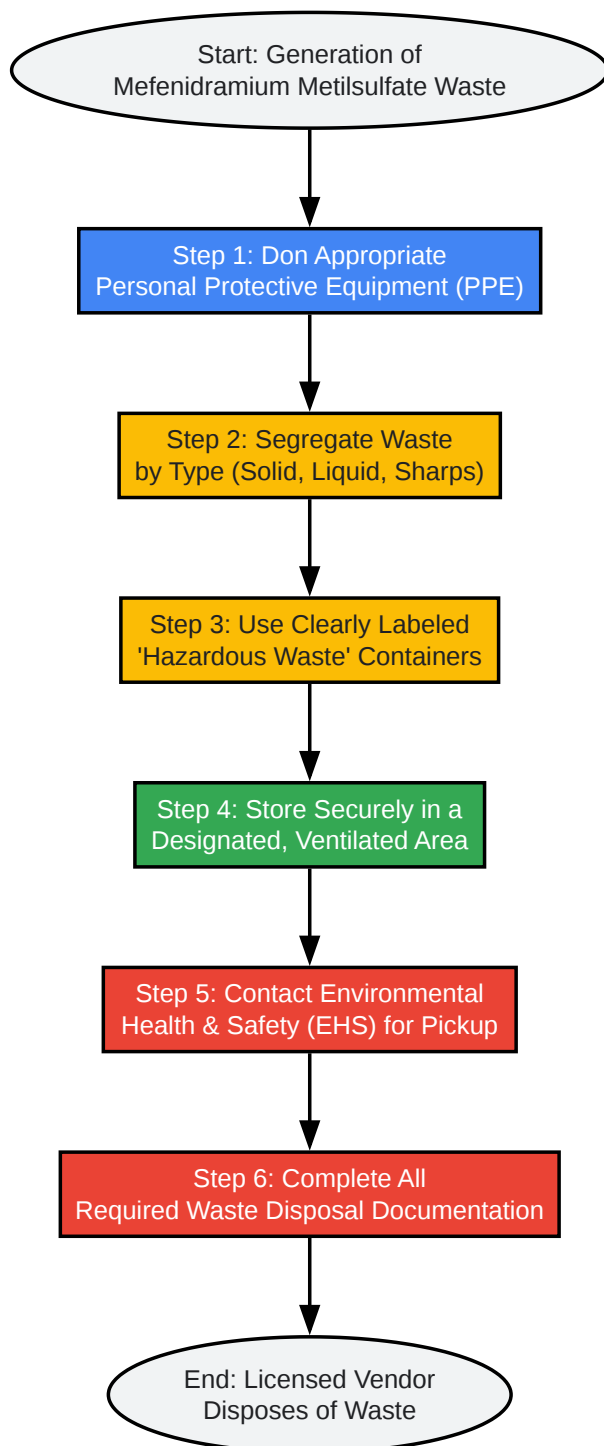 Start: Generation of
Mefenidramium Metilsulfate Waste
Step 1: Don Appropriate
Personal Protective Equipment (PPE)
Step 2: Segregate Waste
by Type (Solid, Liquid, Sharps)
Step 3: Use Clearly Labeled
'Hazardous Waste' Containers
Step 4: Store Securely in a
Designated, Ventilated Area
Step 5: Contact Environmental
Health & Safety (EHS) for Pickup
Step 6: Complete All
Required Waste Disposal Documentation
End: Licensed Vendor
Disposes of Waste